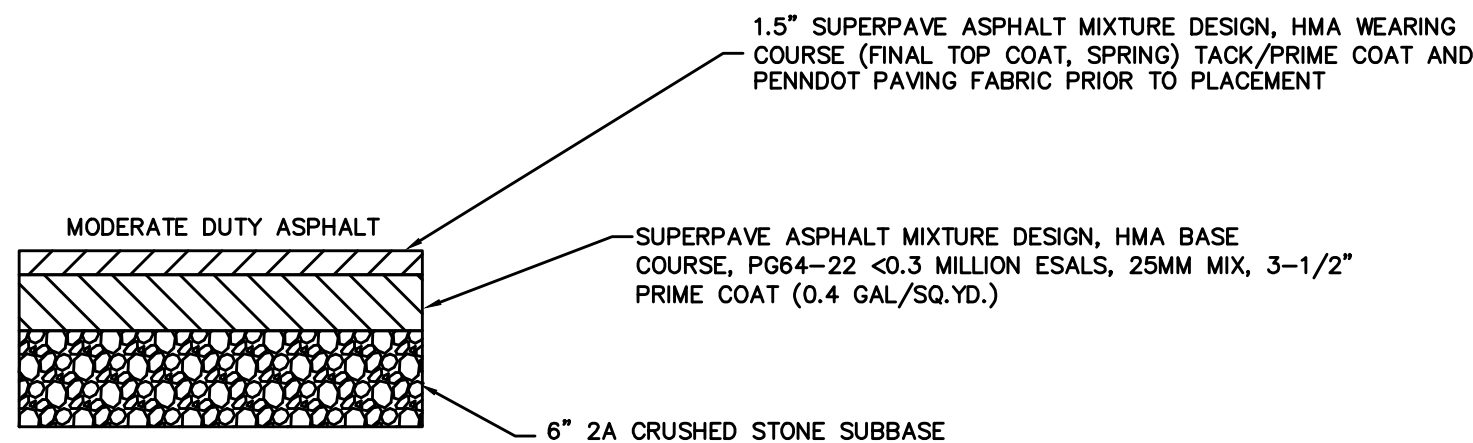 1.5” SUPERPAVE ASPHALT MIXTURE DESIGN, HMA WEARING
COURSE (FINAL TOP COAT, SPRING) TACK/PRIME COAT AND
PENNDOT PAVING FABRIC PRIOR TO PLACEMENT
MODERATE DUTY ASPHALT
SUPERPAVE ASPHALT MIXTURE DESIGN, HMA BASE
COURSE, PG64-22 <0.3 MILLION ESALS, 25MM MIX, 3-1/2”
PRIME COAT (0.4 GAL/SQ.YD.)
6” 2A CRUSHED STONE SUBBASE